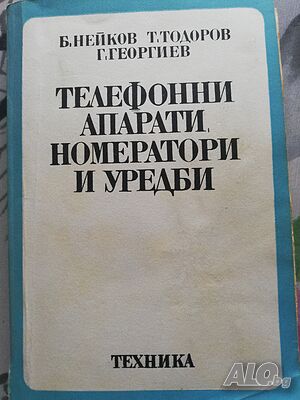 Б.НЕЙКОВ Т.ТОДОРОВ
Г.ГЕОРГИЕВ
ТЕЛЕФОННИ
АПАРАТИ,
НОМЕРАТОРИ
И УРЕДБИ
ТЕХНИКА
ALO.bg